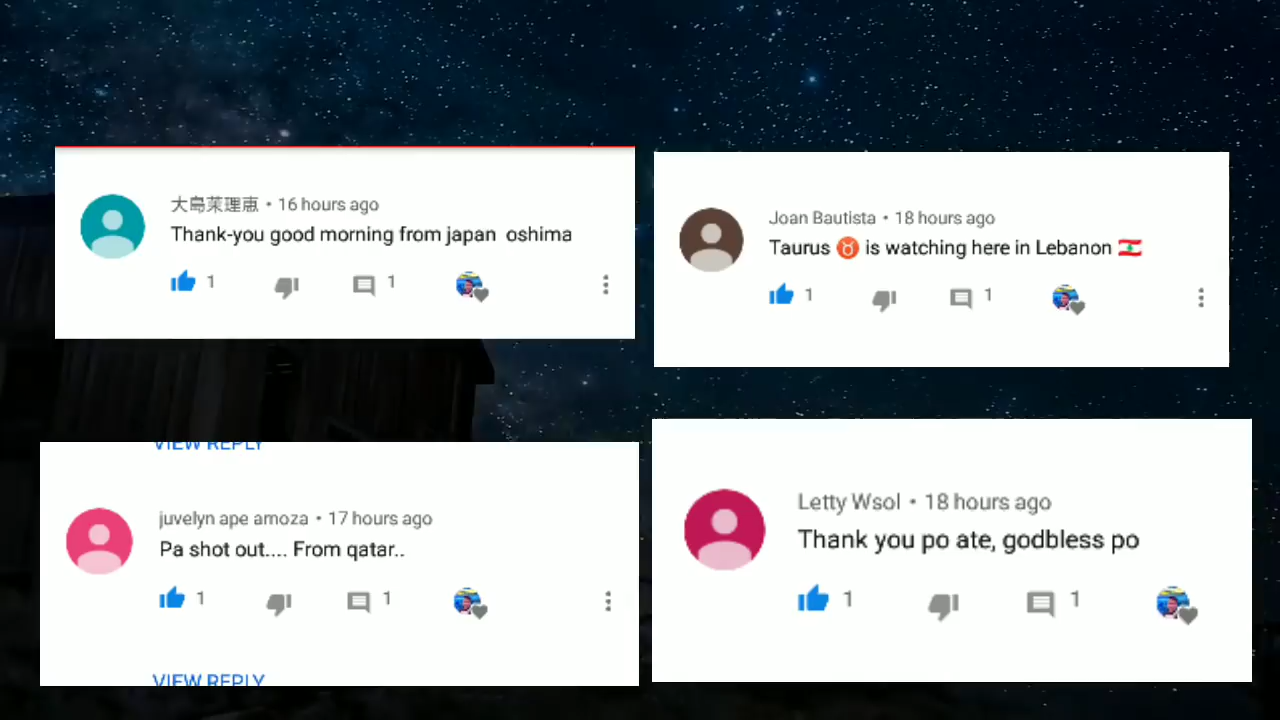 大島茉理恵 • 16 hours ago
Thank-you good morning from japan oshima
1 1
Joan Bautista • 18 hours ago
Taurus ♉ is watching here in Lebanon 🇱🇧
1 1
VIEW REPLY
juvelyn ape amoza • 17 hours ago
Pa shot out.... From qatar..
1 1
VIEW REPLY
Letty Wsol • 18 hours ago
Thank you po ate, godbless po
1 1